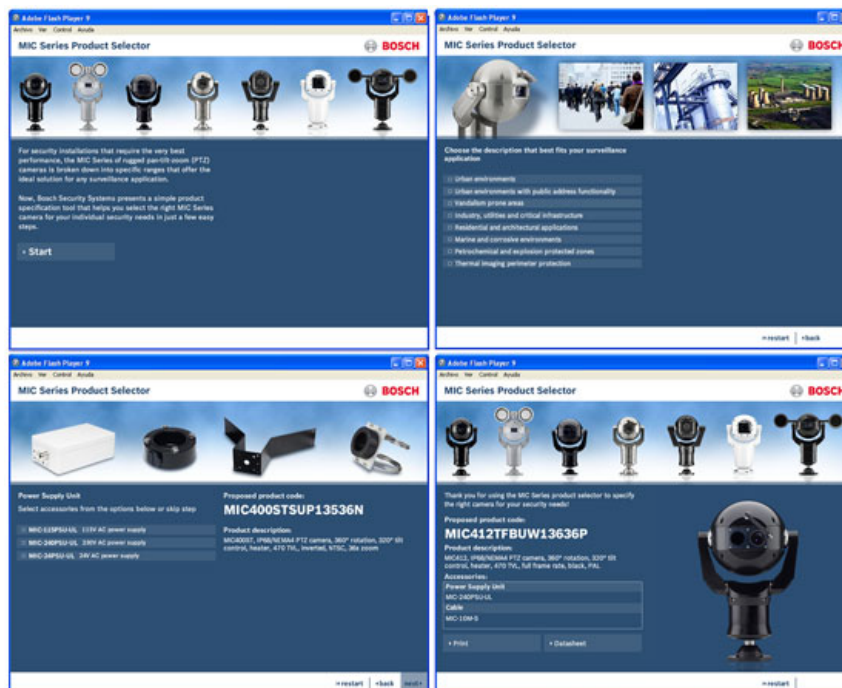 Adobe Flash Player 9
Archivo Ver Control Ayuda
MIC Series Product Selector
BOSCH
For security installations that require the very best
performance, the MIC Series of rugged pan-tilt-zoom (PTZ)
cameras is broken down into specific ranges that offer the
ideal solution for any surveillance application.
Now, Bosch Security Systems presents a simple product
specification tool that helps you select the right MIC Series
camera for your individual security needs in just a few easy
steps.
Start
Adobe Flash Player 9
Archivo Ver Control Ayuda
MIC Series Product Selector
BOSCH
Choose the description that best fits your surveillance
application
Urban environments
Urban environments with public address functionality
Vandalism prone areas
Industry, utilities and critical infrastructure
Residential and architectural applications
Marine and corrosive environments
Petrochemical and explosion protected zones
Thermal imaging perimeter protection
restart
back
Adobe Flash Player 9
Archivo Ver Control Ayuda
MIC Series Product Selector
BOSCH
Power Supply Unit
Select accessories from the options below or skip step
MIC-115PSU-UL 115V AC power supply
MIC-240PSU-UL 230V AC power supply
MIC-24PSU-UL 24V AC power supply
Proposed product code:
MIC400STSUP13536N
Product description:
MIC400ST, IP68/NEMA4 PTZ camera, 360° rotation, 320° tilt
control, heater, 470 TVL, inverted, NTSC, 36x zoom
restart
back
next
Adobe Flash Player 9
Archivo Ver Control Ayuda
MIC Series Product Selector
BOSCH
Thank you for using the MIC Series product selector to specify
the right camera for your security needs!
Proposed product code:
MIC412TFBUW13636P
Product description:
MIC412, IP68/NEMA4 PTZ camera, 360° rotation, 320° tilt
control, heater, 470 TVL, full frame rate, black, PAL
Accessories:
Power Supply Unit
MIC-240PSU-UL
Cable
MIC-10M-S
Print
Datasheet
restart